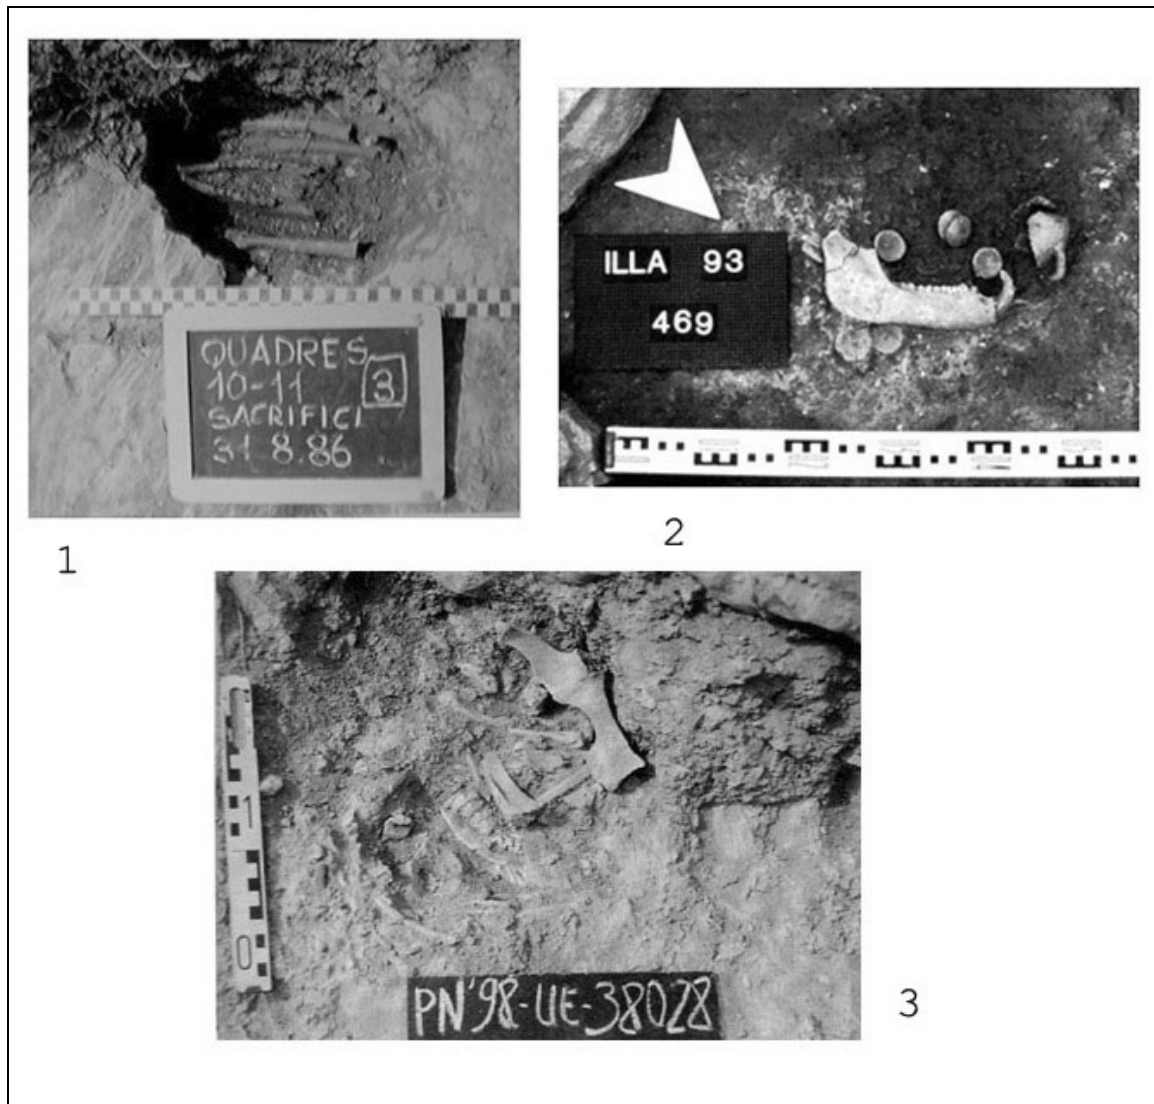 QUADRES
10-11 3
SACRIFICI
31.8.86
1
ILLA 93
469
2
1
0
PN'98-UE-38028
3